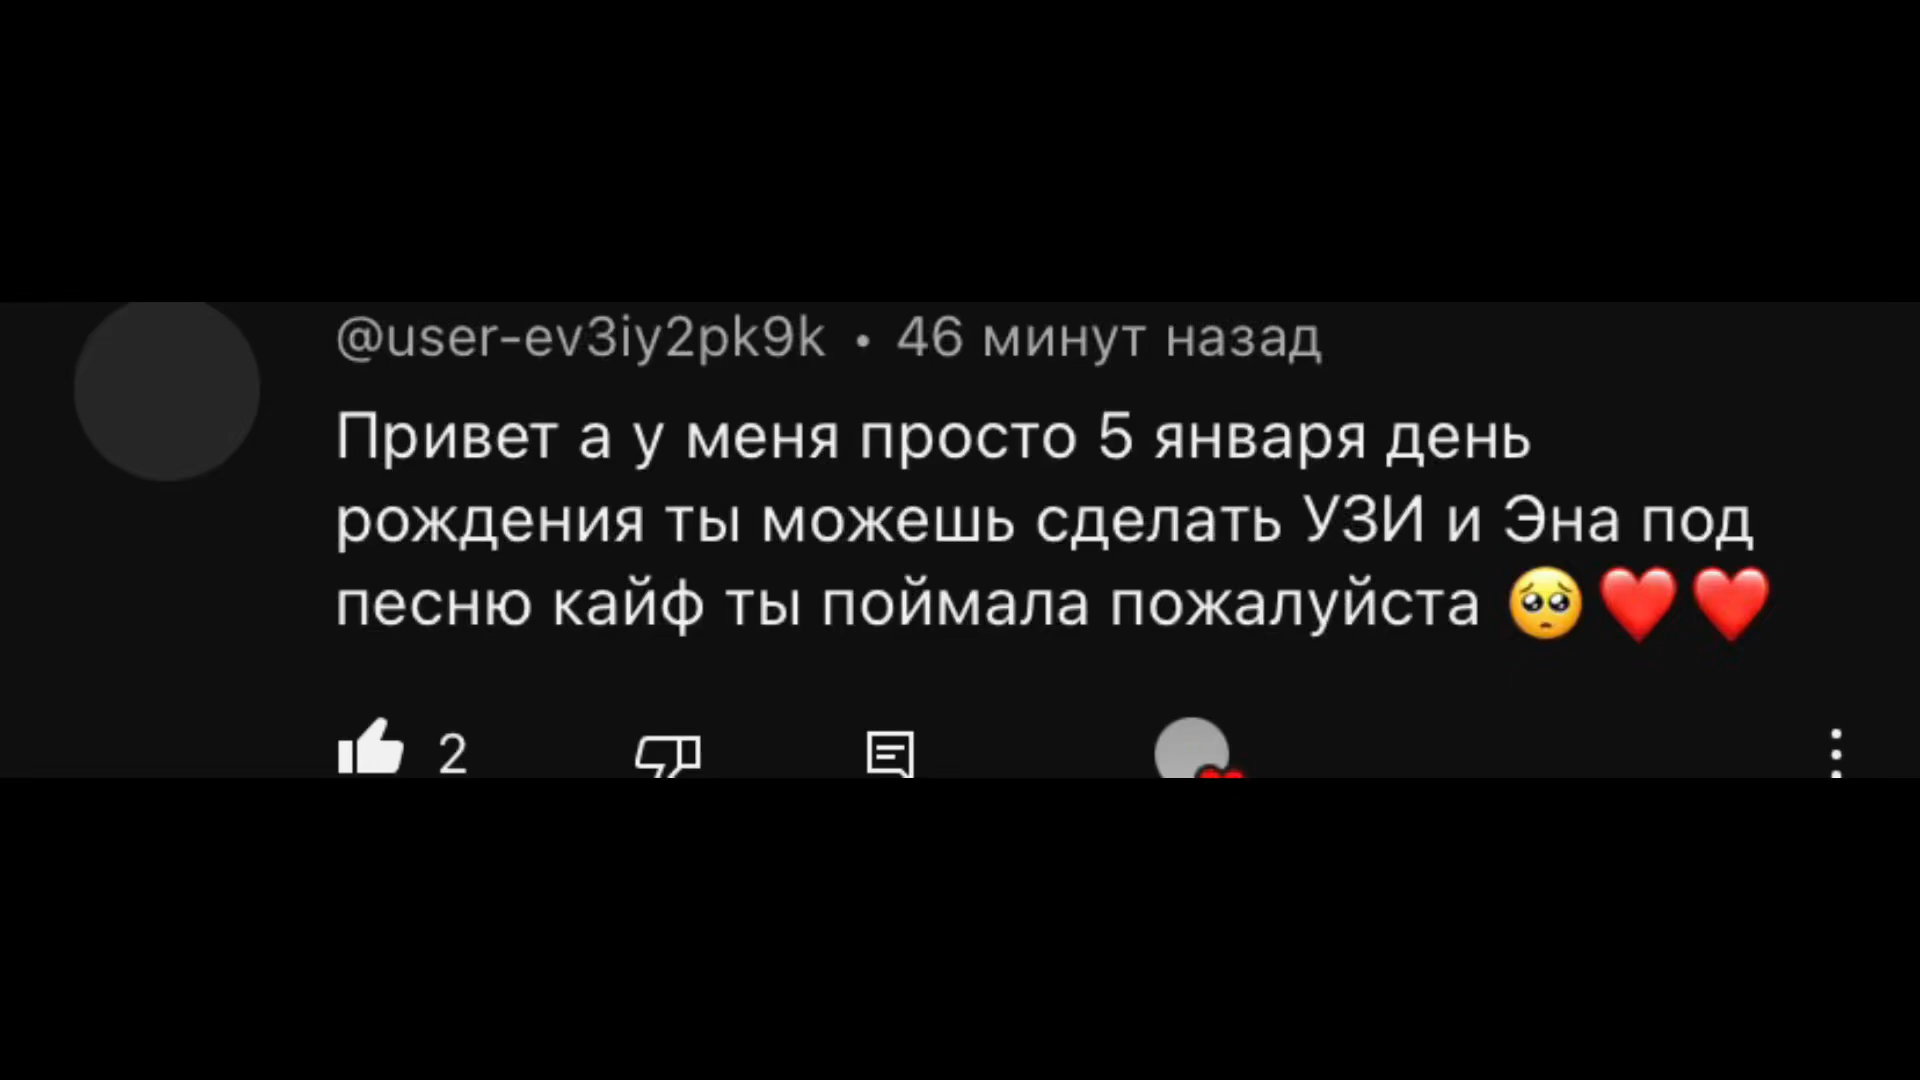 @user-ev3iy2pk9k • 46 минут назад
Привет а у меня просто 5 января день
рождения ты можешь сделать УЗИ и Эна под
песню кайф ты поймала пожалуйста 🥺❤️❤️
2